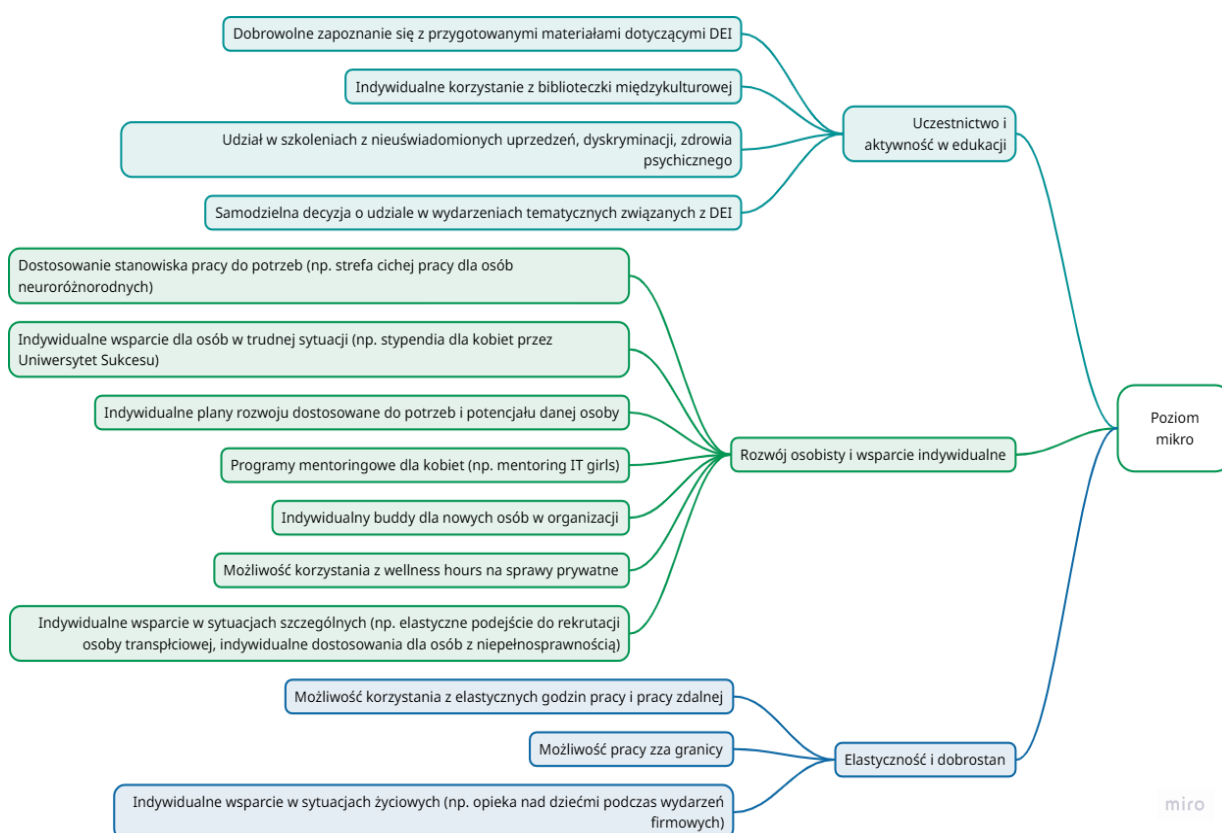 Dobrowolne zapoznanie się z przygotowanymi materiałami dotyczącymi DEI
Indywidualne korzystanie z biblioteczki międzykulturowej
Udział w szkoleniach z nieuświadomionych uprzedzeń, dyskryminacji, zdrowia
psychicznego
Samodzielna decyzja o udziale w wydarzeniach tematycznych związanych z DEI
Uczestnictwo i
aktywność w edukacji
Dostosowanie stanowiska pracy do potrzeb (np. strefa cichej pracy dla osób
neuroróżnorodnych)
Indywidualne wsparcie dla osób w trudnej sytuacji (np. stypendia dla kobiet przez
Uniwersytet Sukcesu)
Indywidualne plany rozwoju dostosowane do potrzeb i potencjału danej osoby
Programy mentoringowe dla kobiet (np. mentoring IT girls)
Indywidualny buddy dla nowych osób w organizacji
Możliwość korzystania z wellness hours na sprawy prywatne
Indywidualne wsparcie w sytuacjach szczególnych (np. elastyczne podejście do rekrutacji
osoby transpłciowej, indywidualne dostosowania dla osób z niepełnosprawnością)
Rozwój osobisty i wsparcie indywidualne
Poziom
mikro
Możliwość korzystania z elastycznych godzin pracy i pracy zdalnej
Możliwość pracy zza granicy
Indywidualne wsparcie w sytuacjach życiowych (np. opieka nad dziećmi podczas wydarzeń
firmowych)
Elastyczność i dobrostan
miro